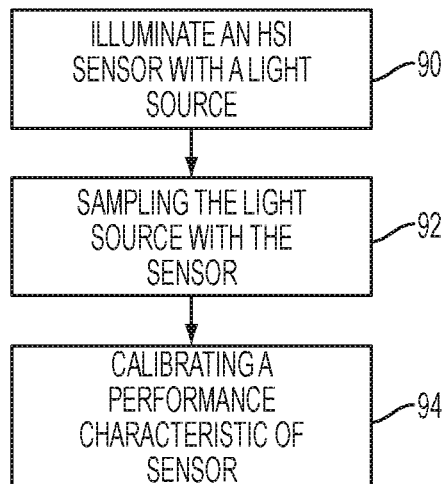 ILLUMINATE AN HSI
SENSOR WITH A LIGHT
SOURCE
90
SAMPLING THE LIGHT
SOURCE WITH THE
SENSOR
92
CALIBRATING A
PERFORMANCE
CHARACTERISTIC OF
SENSOR
94